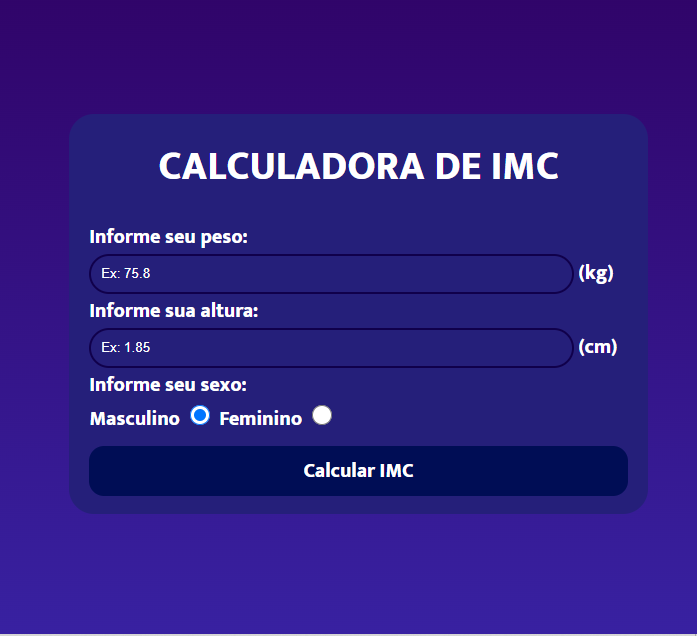 CALCULADORA DE IMC
Informe seu peso:
Ex: 75.8 (kg)
Informe sua altura:
Ex: 1.85 (cm)
Informe seu sexo:
Masculino Feminino
Calcular IMC